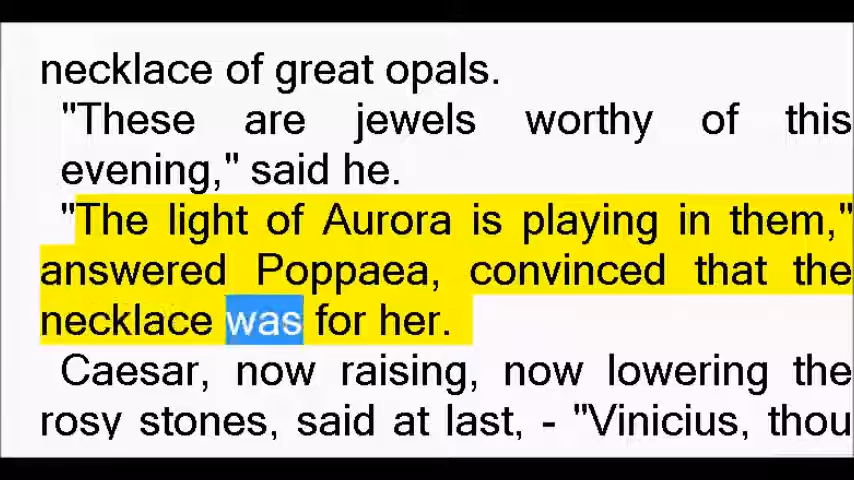 necklace of great opals.
"These are jewels worthy of this
evening," said he.
"The light of Aurora is playing in them,"
answered Poppaea, convinced that the
necklace was for her.
Caesar, now raising, now lowering the
rosy stones, said at last, - "Vinicius, thou